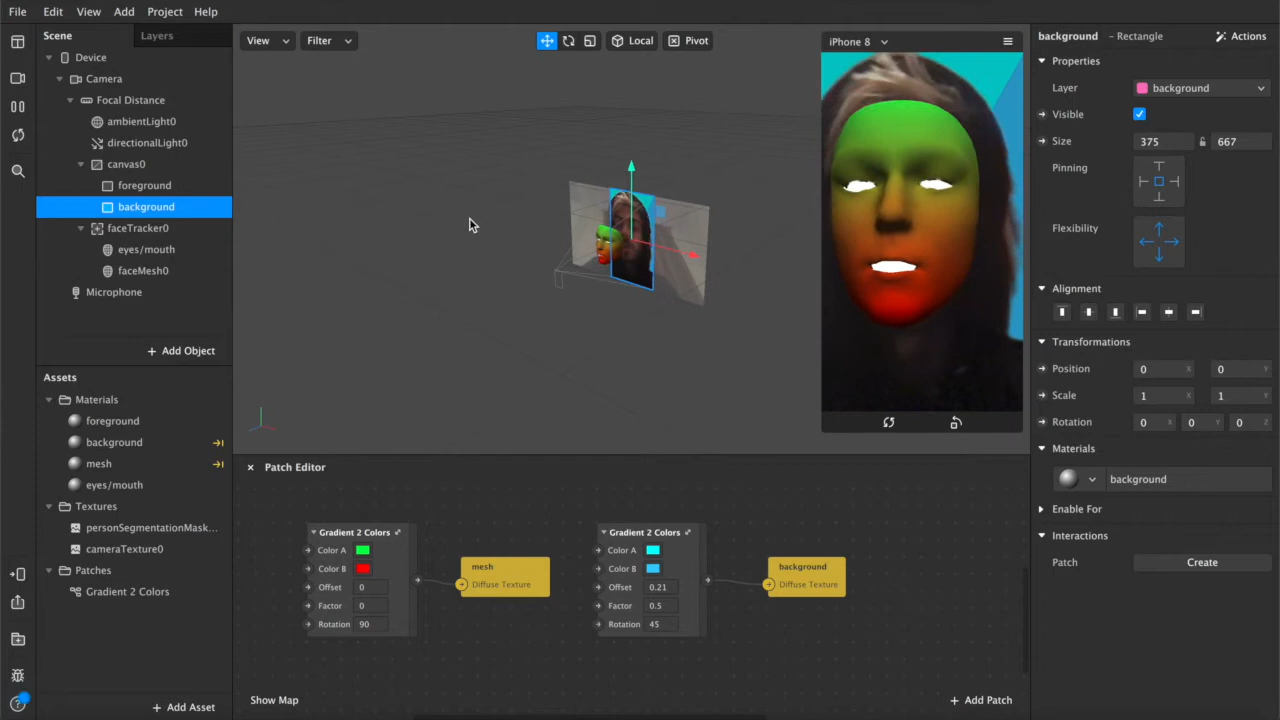 File Edit View Add Project Help
Scene Layers
Device
Camera
Focal Distance
ambientLight0
directionalLight0
canvas0
foreground
background
faceTracker0
eyes/mouth
faceMesh0
Microphone
+ Add Object
Assets
Materials
foreground
background
mesh
eyes/mouth
Textures
personSegmentationMask...
cameraTexture0
Patches
Gradient 2 Colors
+ Add Asset
View Filter Local Pivot
iPhone 8
Patch Editor
Gradient 2 Colors
Color A
Color B
Offset 0
Factor 0
Rotation 90
mesh
Diffuse Texture
Gradient 2 Colors
Color A
Color B
Offset 0.21
Factor 0.5
Rotation 45
background
Diffuse Texture
Show Map
+ Add Patch
background - Rectangle Actions
Properties
Layer background
Visible
Size 375 667
Pinning
Flexibility
Alignment
Transformations
Position 0 X 0 Y
Scale 1 X 1 Y
Rotation 0 X 0 Y 0 Z
Materials
background
Enable For
Interactions
Patch Create